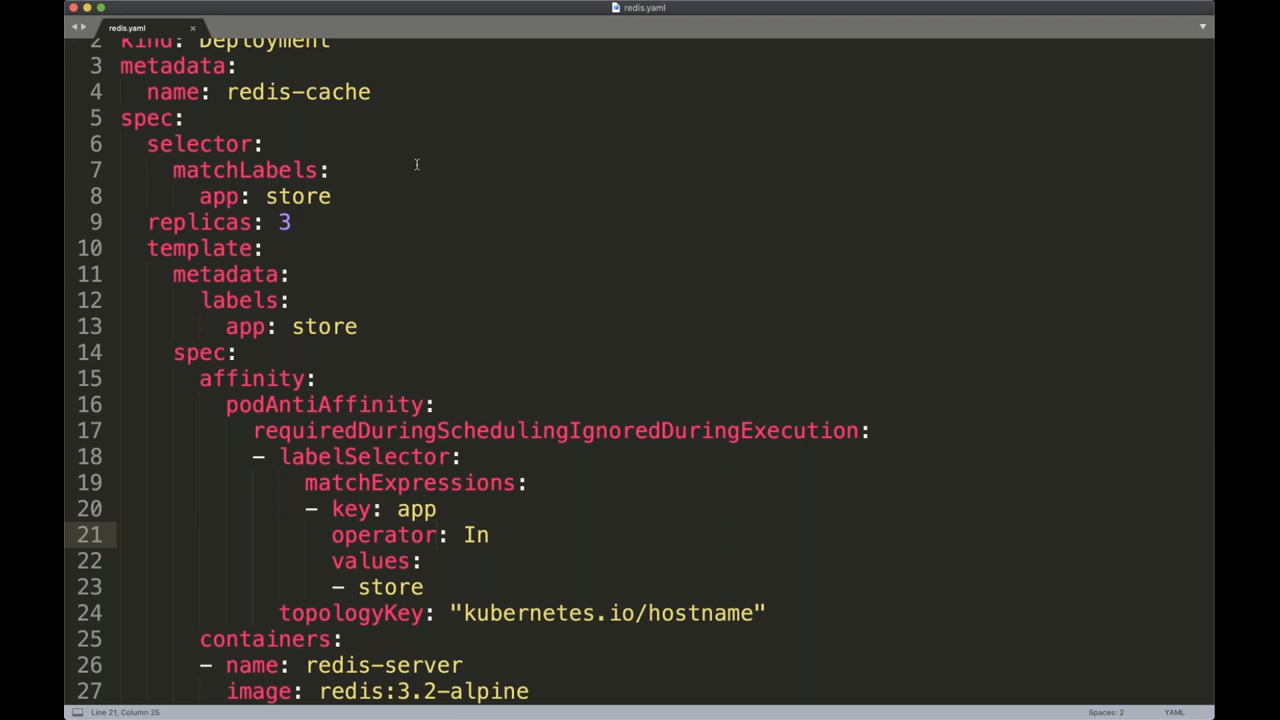 redis.yaml
redis.yaml
2 kind: Deployment
3 metadata:
4 name: redis-cache
5 spec:
6 selector:
7 matchLabels:
8 app: store
9 replicas: 3
10 template:
11 metadata:
12 labels:
13 app: store
14 spec:
15 affinity:
16 podAntiAffinity:
17 requiredDuringSchedulingIgnoredDuringExecution:
18 - labelSelector:
19 matchExpressions:
20 - key: app
21 operator: In
22 values:
23 - store
24 topologyKey: "kubernetes.io/hostname"
25 containers:
26 - name: redis-server
27 image: redis:3.2-alpine
Line 21, Column 25 Spaces: 2 YAML